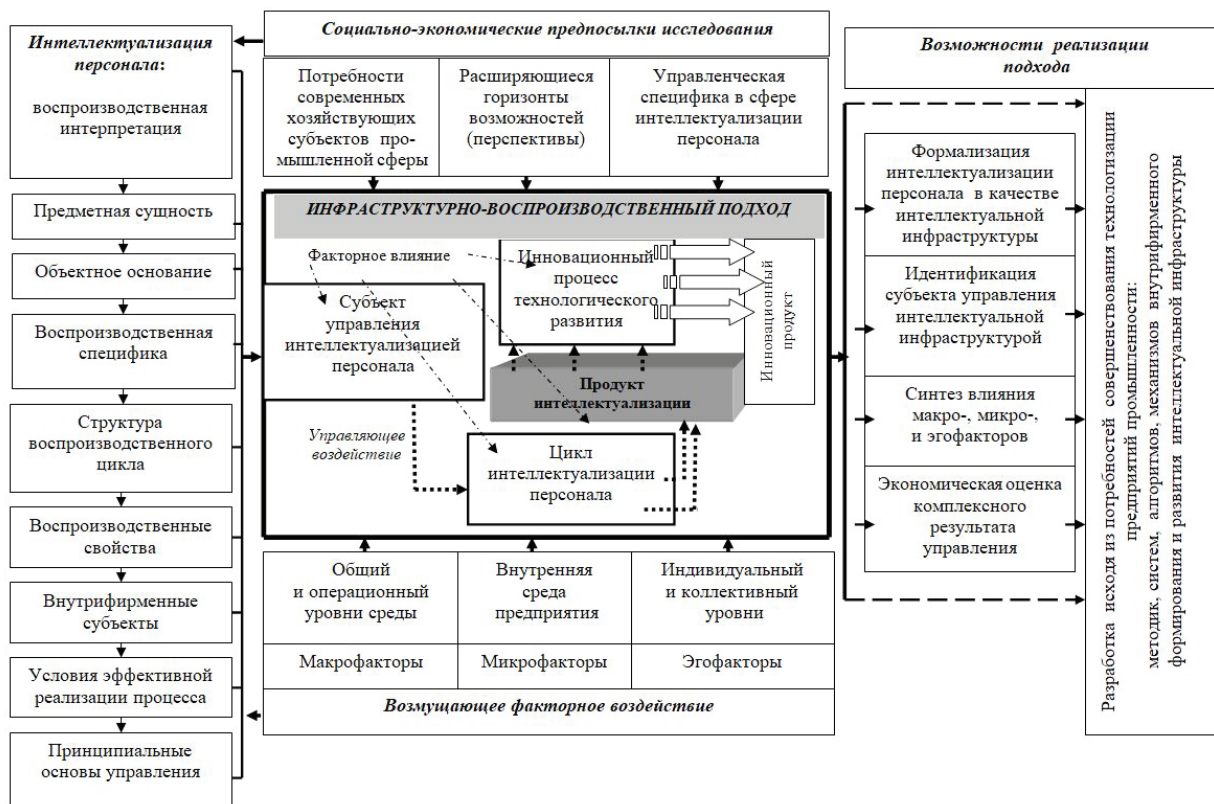 Интеллектуализация
персонала:
воспроизводственная
интерпретация
Предметная сущность
Объектное основание
Воспроизводственная
специфика
Структура
воспроизводственного
цикла
Воспроизводственные
свойства
Внутрифирменные
субъекты
Условия эффективной
реализации процесса
Принципиальные
основы управления
Социально-экономические предпосылки исследования
Потребности
современных
хозяйствующих
субъектов про-
мышленной сферы
Расширяющиеся
горизонты
возможностей
(перспективы)
Управленческая
специфика в сфере
интеллектуализации
персонала
ИНФРАСТРУКТУРНО-ВОСПРОИЗВОДСТВЕННЫЙ ПОДХОД
Факторное влияние
Инновационный
процесс
технологического
развития
Субъект
управления
интеллектуализацией
персонала
Инновационный
продукт
Продукт
интеллектуализации
Управляющее
воздействие
Цикл
интеллектуализации
персонала
Общий
и операционный
уровни среды
Внутренняя
среда
предприятия
Индивидуальный
и коллективный
уровни
Макрофакторы
Микрофакторы
Эгофакторы
Возмущающее факторное воздействие
Возможности реализации
подхода
Формализация
интеллектуализации
персонала в качестве
интеллектуальной
инфраструктуры
Идентификация
субъекта управления
интеллектуальной
инфраструктурой
Синтез влияния
макро-, микро-,
и эгофакторов
Экономическая оценка
комплексного
результата
управления
Разработка исходя из потребностей совершенствования технологизации
предприятий промышленности:
методик, систем, алгоритмов, механизмов внутрифирменного
формирования и развития интеллектуальной инфраструктуры